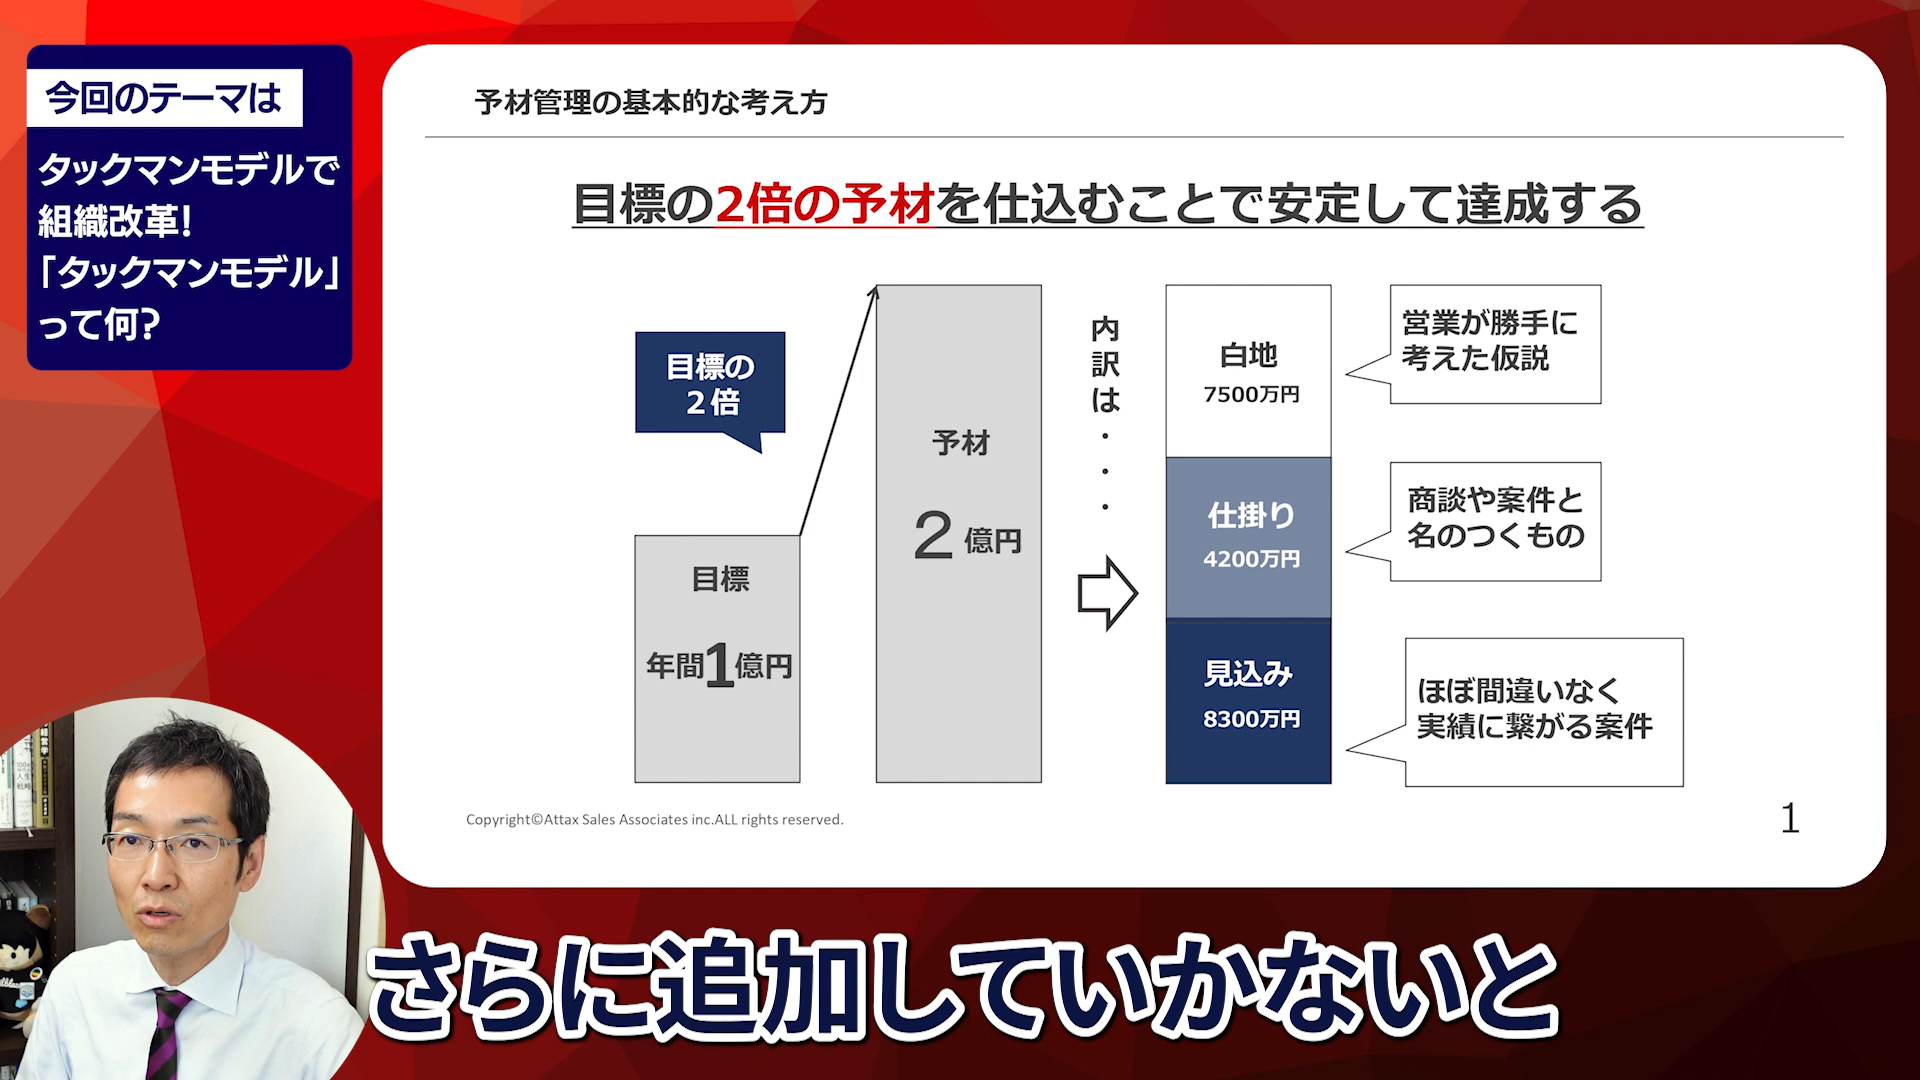 今回のテーマは
タックマンモデルで
組織改革!
「タックマンモデル」
って何?
予材管理の基本的な考え方
目標の2倍の予材を仕込むことで安定して達成する
目標の
2倍
目標
年間1億円
予材
2億円
内訳は・・・
白地
7500万円
仕掛り
4200万円
見込み
8300万円
営業が勝手に
考えた仮説
商談や案件と
名のつくもの
ほぼ間違いなく
実績に繋がる案件
Copyright©Attax Sales Associates inc.ALL rights reserved.
1
さらに追加していかないと